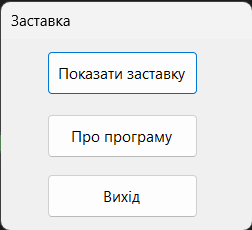 Заставка
Показати заставку
Про програму
Вихід